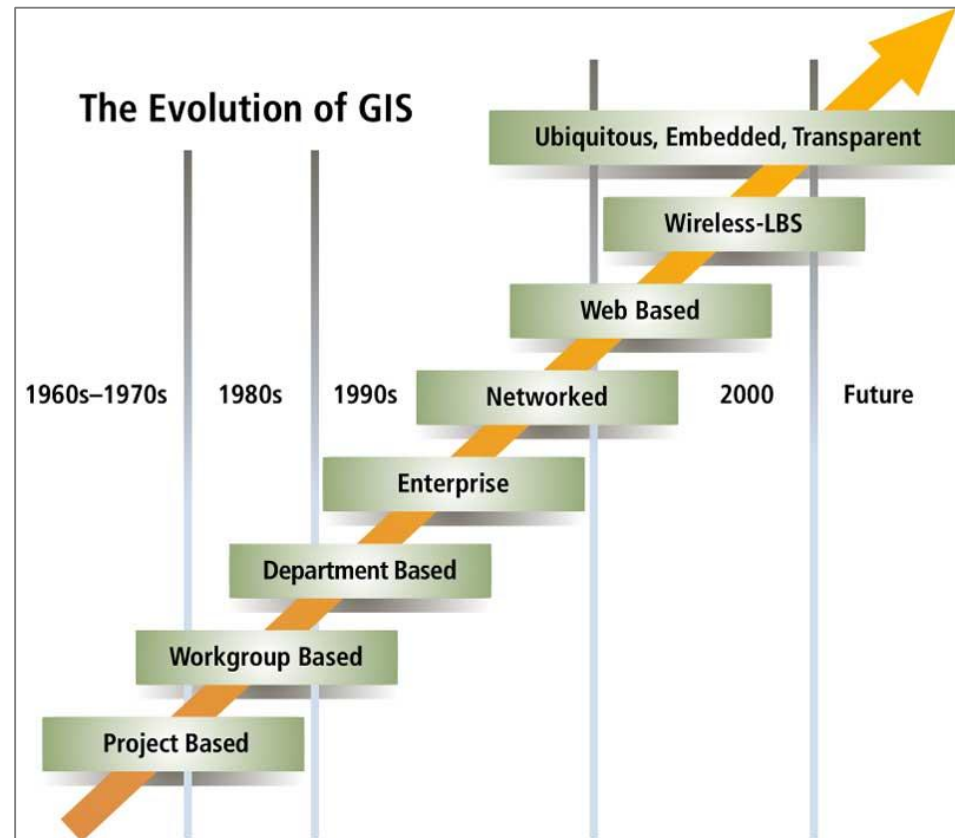 The Evolution of GIS
Ubiquitous, Embedded, Transparent
Wireless-LBS
Web Based
1960s–1970s 1980s 1990s Networked 2000 Future
Enterprise
Department Based
Workgroup Based
Project Based